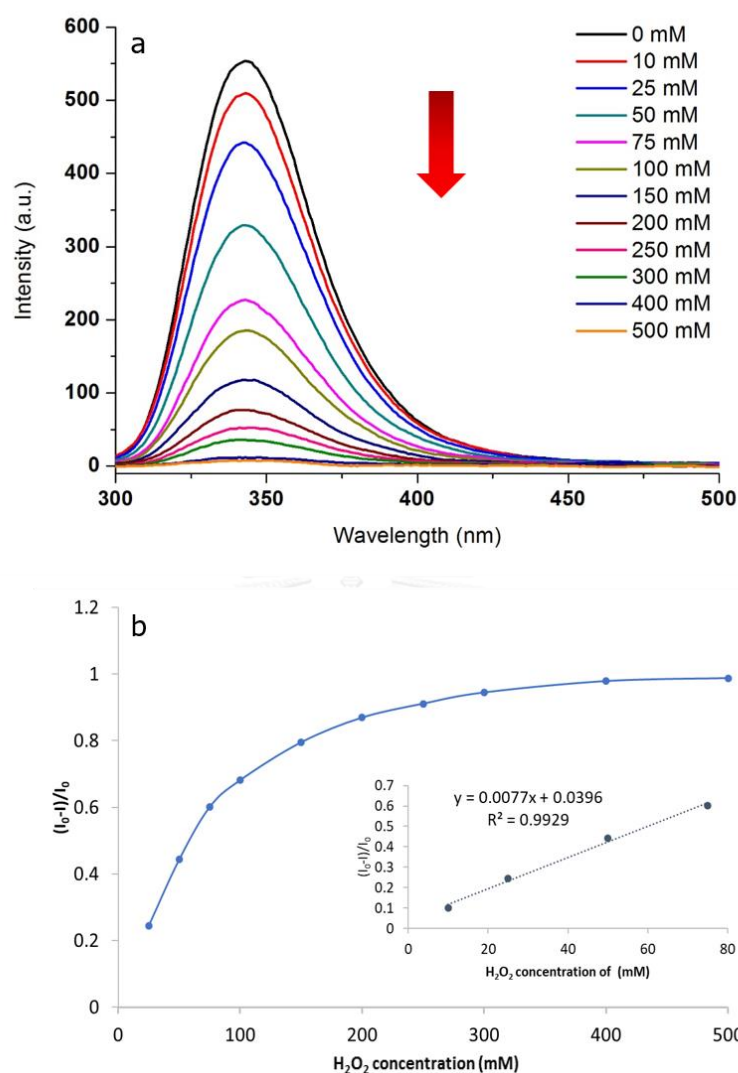 a
600
500
400
300
200
100
0
Intensity (a.u.)
300
350
400
450
500
Wavelength (nm)
0 mM
10 mM
25 mM
50 mM
75 mM
100 mM
150 mM
200 mM
250 mM
300 mM
400 mM
500 mM
b
1.2
1
0.8
0.6
0.4
0.2
0
(I₀-I)/I₀
0
100
200
300
400
500
H₂O₂ concentration (mM)
y = 0.0077x + 0.0396
R² = 0.9929
0.7
0.6
0.5
0.4
0.3
0.2
0.1
0
(I₀-I)/I₀
0
20
40
60
80
H₂O₂ concentration of (mM)